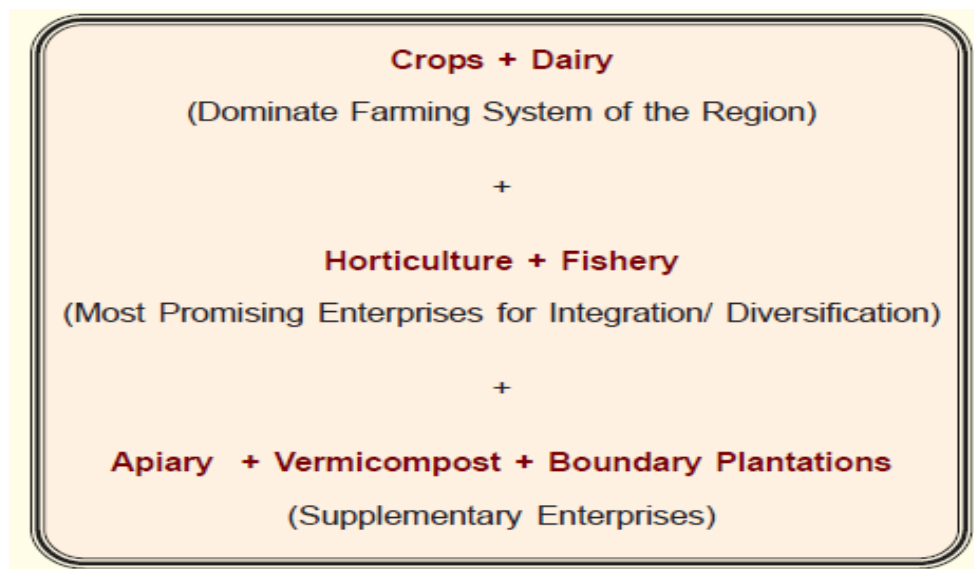 Crops + Dairy
(Dominate Farming System of the Region)
+
Horticulture + Fishery
(Most Promising Enterprises for Integration/ Diversification)
+
Apiary + Vermicompost + Boundary Plantations
(Supplementary Enterprises)